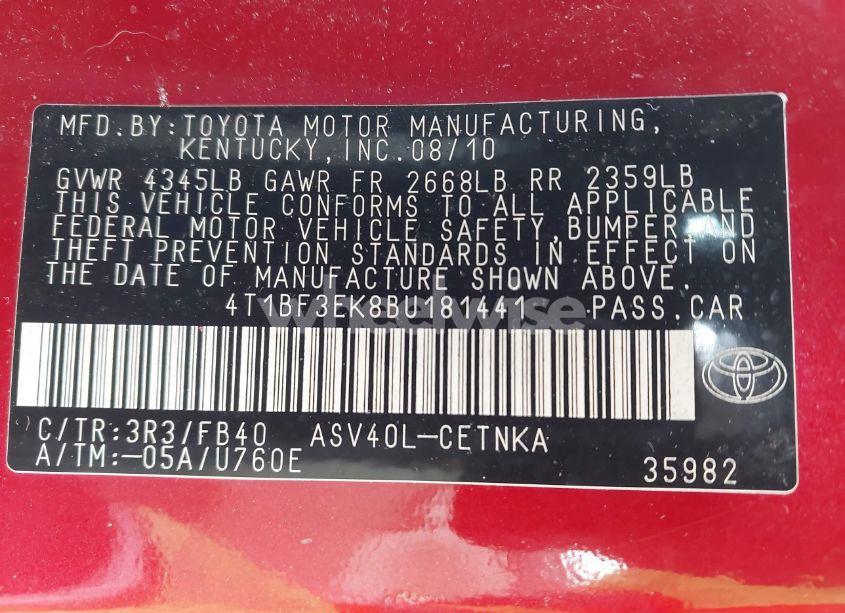 MFD.BY:TOYOTA MOTOR MANUFACTURING,
KENTUCKY,INC.08/10
GVWR 4345LB GAWR FR 2668LB RR 2359LB
THIS VEHICLE CONFORMS TO ALL APPLICABLE
FEDERAL MOTOR VEHICLE SAFETY,BUMPER,AND
THEFT PREVENTION STANDARDS IN EFFECT ON
THE DATE OF MANUFACTURE SHOWN ABOVE.
4T1BF3EK8BU181441 PASS.CAR
wheelwise
C/TR:3R3/FB40 ASV40L-CETNKA
A/TM:-05A/U760E 35982